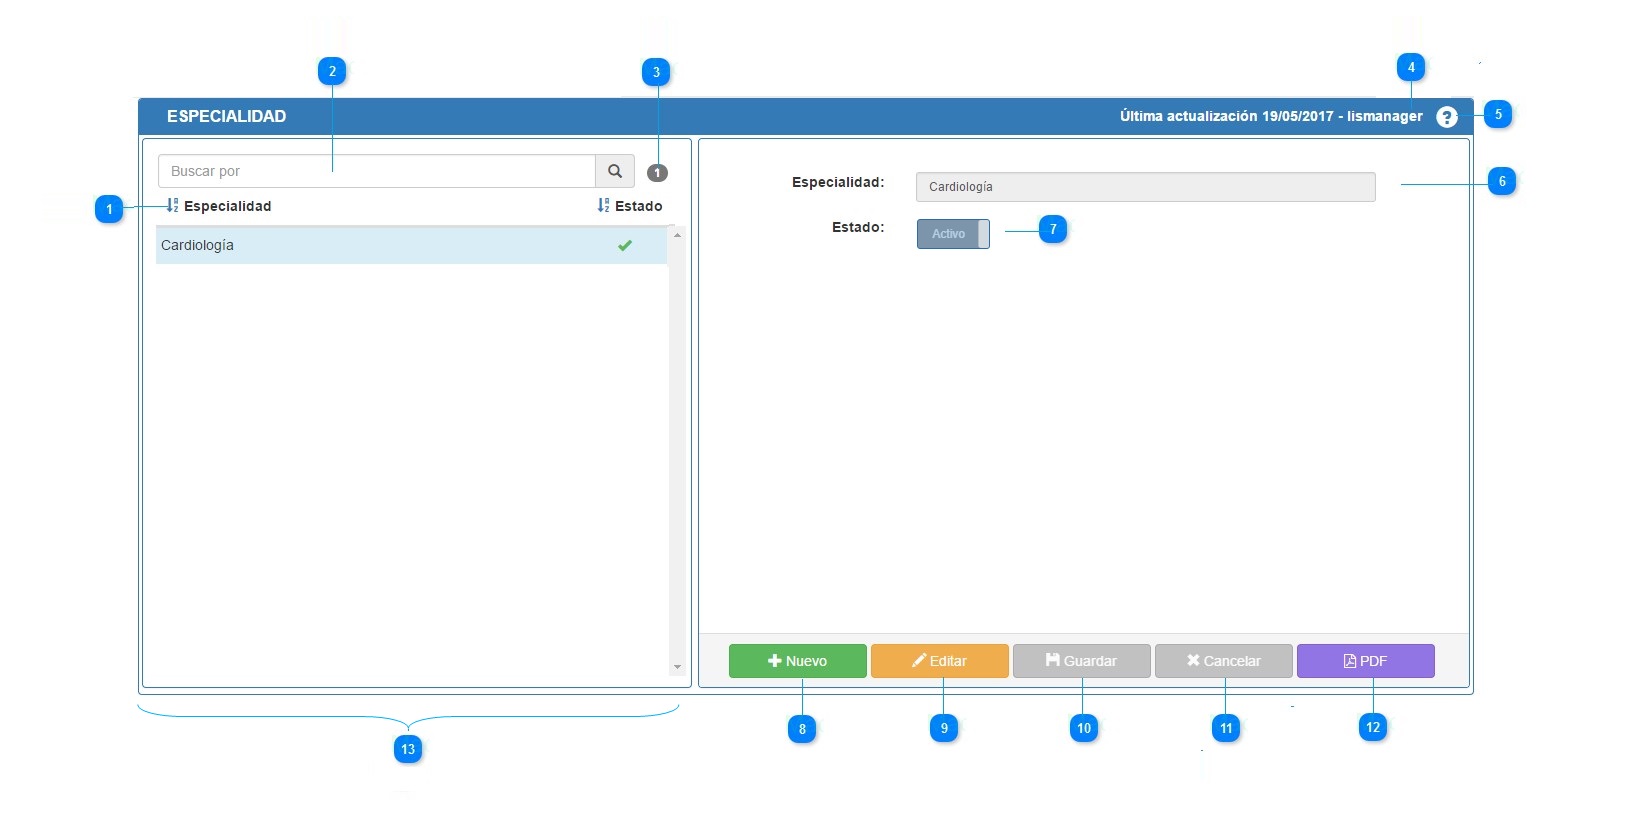 2
3
4
ESPECIALIDAD
Última actualización 19/05/2017 - lismanager
?
5
Buscar por
1
Especialidad:
Cardiología
6
1
Especialidad
Estado
Estado:
Activo
7
Cardiología
Nuevo
Editar
Guardar
Cancelar
PDF
8
9
10
11
12
13